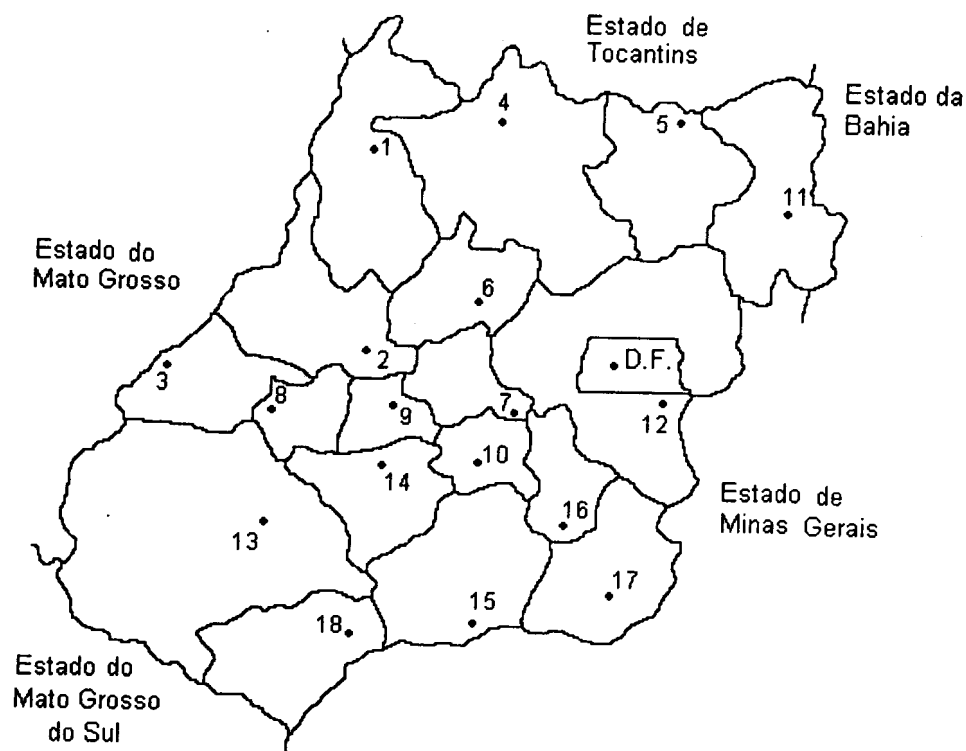 Estado de
Tocantins
Estado da
Bahia
4
5
1
11
Estado do
Mato Grosso
6
2
D.F.
3
8
9
7
12
10
14
Estado de
Minas Gerais
16
13
17
15
18
Estado do
Mato Grosso
do Sul